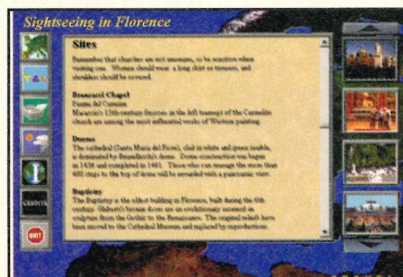 Sightseeing in Florence
Sites
Remember that churches are not museums, so be sensitive when
visiting one. Women should wear a long skirt or trousers, and
shoulders should be covered.
Brancacci Chapel
Piazza del Carmine
Masaccio's 15th-century frescoes in the left transept of the Carmelite
church are among the most influential works of Western painting.
Duomo
The cathedral (Santa Maria del Fiore), clad in white and green marble,
is dominated by Brunelleschi's dome. Dome construction was begun
in 1436 and completed in 1461. Those who can manage the more than
400 steps to the top of dome will be rewarded with a panoramic view.
Baptistry
The Baptistry is the oldest building in Florence, built during the 6th
century. Ghiberti's bronze doors are an evolutionary moment in
sculpture from the Gothic to the Renaissance. The original reliefs have
been moved to the Cathedral Museum and replaced by reproductions.
CREDITS
QUIT